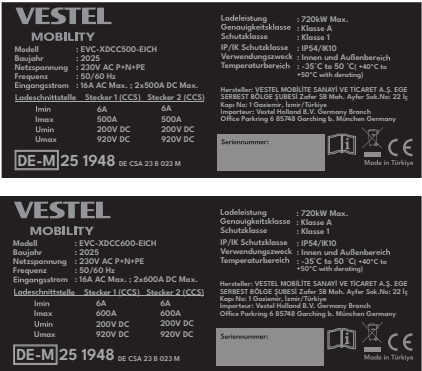 VESTEL
MOBILITY
Modell : EVC-XDCC500-EICH
Baujahr : 2025
Netzspannung : 230V AC P+N+PE
Frequenz : 50/60 Hz
Eingangsstrom : 16A AC Max. ; 2x500A DC Max.
Ladeschnittstelle Stecker 1 (CCS) Stecker 2 (CCS)
Imin 6A 6A
Imax 500A 500A
Umin 200V DC 200V DC
Umax 920V DC 920V DC
DE-M 25 1948 DE CSA 23 B 023 M
Ladeleistung : 720kW Max.
Genauigkeitsklasse : Klasse A
Schutzklasse : Klasse 1
IP/IK Schutzklasse : IP54/IK10
Verwendungszweck : Innen und Außenbereich
Temperaturbereich : -35˚C to 50 ˚C( +40°C to
+50°C with derating)
Hersteller: VESTEL MOBİLİTE SANAYİ VE TİCARET A.Ş. EGE
SERBEST BÖLGE ŞUBESİ Zafer SB Mah. Ayfer Sok.No: 22 İç
Kapı No: 1 Gaziemir, İzmir/Türkiye
Importeur: Vestel Holland B.V. Germany Branch
Office Parkring 6 85748 Garching b. München Germany
Seriennummer:
i
CE
Made in Türkiye
VESTEL
MOBILITY
Modell : EVC-XDCC600-EICH
Baujahr : 2025
Netzspannung : 230V AC P+N+PE
Frequenz : 50/60 Hz
Eingangsstrom : 16A AC Max. ; 2x600A DC Max.
Ladeschnittstelle Stecker 1 (CCS) Stecker 2 (CCS)
Imin 6A 6A
Imax 600A 600A
Umin 200V DC 200V DC
Umax 920V DC 920V DC
DE-M 25 1948 DE CSA 23 B 023 M
Ladeleistung : 720kW Max.
Genauigkeitsklasse : Klasse A
Schutzklasse : Klasse 1
IP/IK Schutzklasse : IP54/IK10
Verwendungszweck : Innen und Außenbereich
Temperaturbereich : -35˚C to 50 ˚C( +40°C to
+50°C with derating)
Hersteller: VESTEL MOBİLİTE SANAYİ VE TİCARET A.Ş. EGE
SERBEST BÖLGE ŞUBESİ Zafer SB Mah. Ayfer Sok.No: 22 İç
Kapı No: 1 Gaziemir, İzmir/Türkiye
Importeur: Vestel Holland B.V. Germany Branch
Office Parkring 6 85748 Garching b. München Germany
Seriennummer:
i
CE
Made in Türkiye